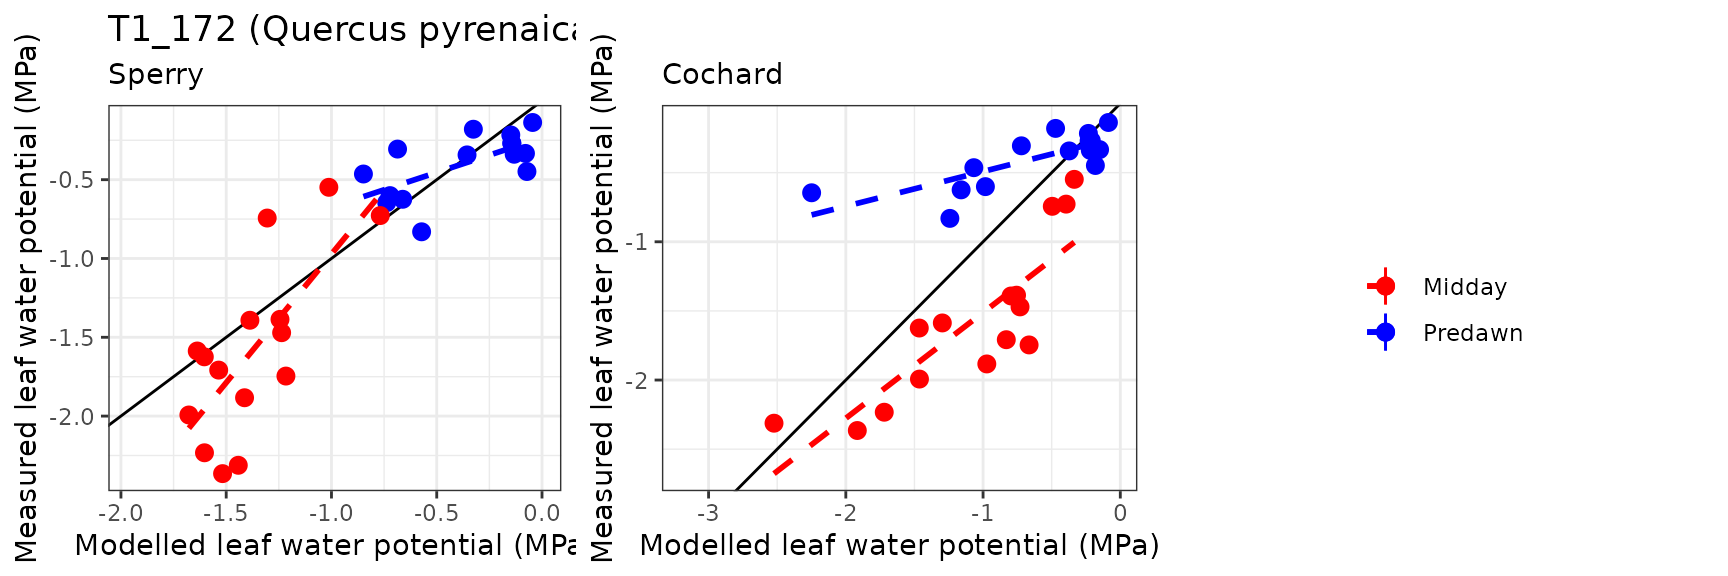 T1_172 (Quercus pyrenaica
Sperry
Measured leaf water potential (MPa)
-0.5
-1.0
-1.5
-2.0
-2.0 -1.5 -1.0 -0.5 0.0
Modelled leaf water potential (MPa
Cochard
Measured leaf water potential (MPa)
-1
-2
-3 -2 -1 0
Modelled leaf water potential (MPa)
Midday
Predawn